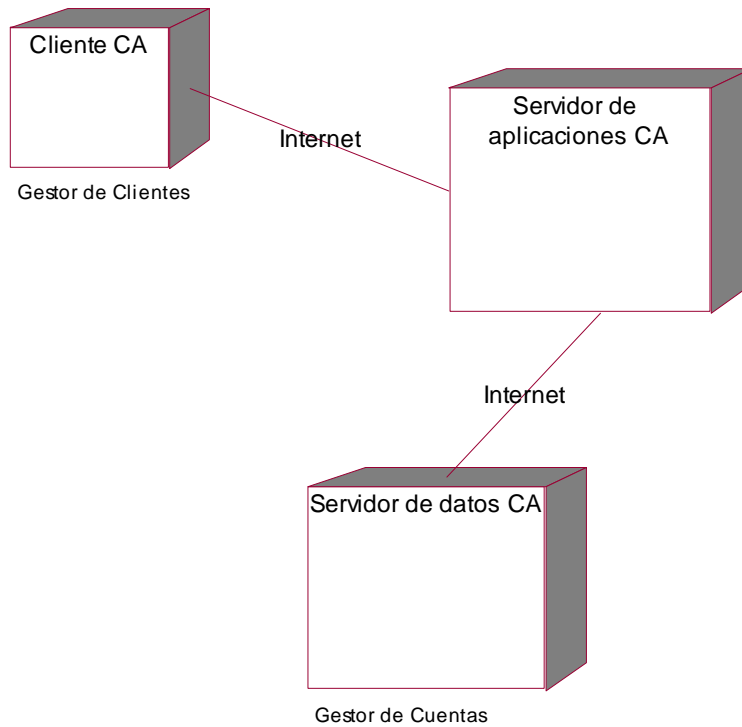 Cliente CA
Servidor de
aplicaciones CA
Internet
Gestor de Clientes
Internet
Servidor de datos CA
Gestor de Cuentas